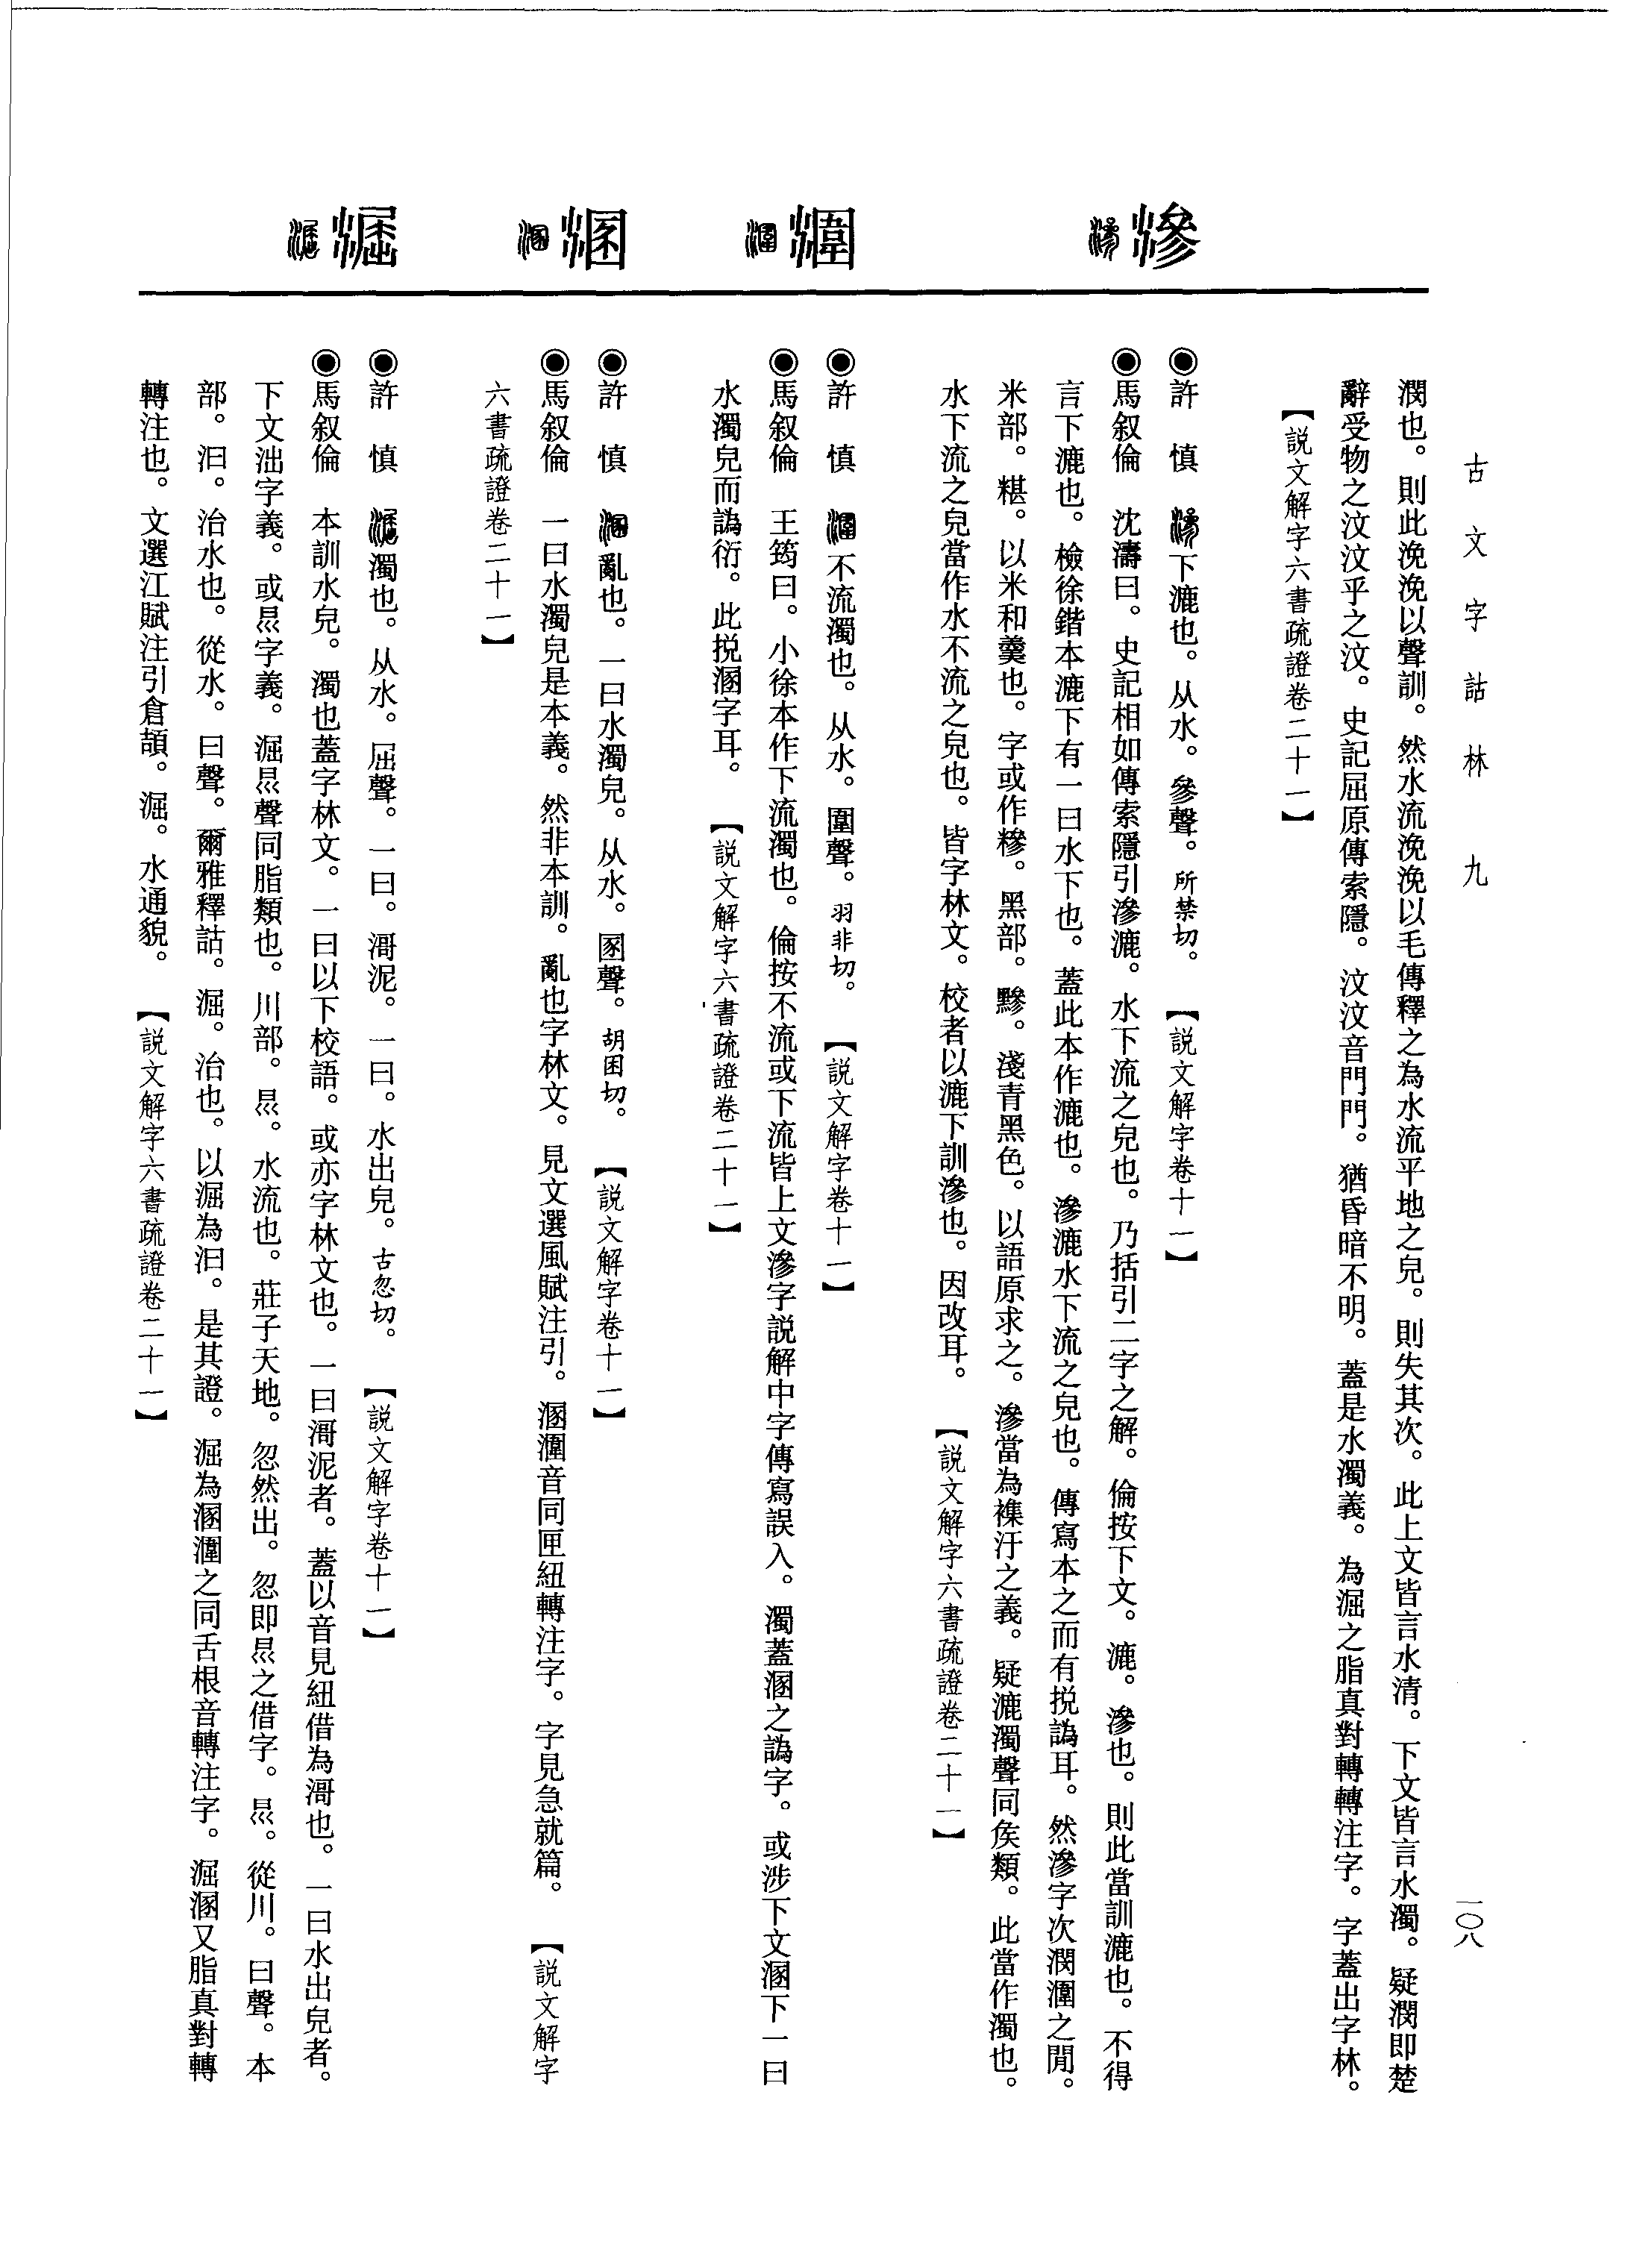 古文字詁林　九
一〇八
潤也。則此浼浼以聲訓。然水流浼浼以毛傳釋之為水流平地之皃。則失其次。此上文皆言水清。下文皆言水濁。疑潤即楚
辭受物之汶汶乎之汶。史記屈原傳索隱。汶汶音門門。猶昏暗不明。蓋是水濁義。為淈之脂真對轉轉注字。字蓋出字林。
【説文解字六書疏證卷二十一】
滲
◉許　慎　下漉也。从水。參聲。所禁切。　【説文解字卷十一】
◉馬叙倫　沈濤曰。史記相如傳索隱引滲漉。水下流之皃也。乃括引二字之解。倫按下文。漉。滲也。則此當訓漉也。不得
言下漉也。檢徐鍇本漉下有一曰水下也。蓋此本作漉也。滲漉水下流之皃也。傳寫本之而有捝譌耳。然滲字次潤潿之閒。
米部。糂。以米和羹也。字或作糝。黑部。黲。淺青黑色。以語原求之。滲當為襍汙之義。疑漉濁聲同矦類。此當作濁也。
水下流之皃當作水不流之皃也。皆字林文。校者以漉下訓滲也。因改耳。　【説文解字六書疏證卷二十一】
潿
◉許　慎　不流濁也。从水。圍聲。羽非切。　【説文解字卷十一】
◉馬叙倫　王筠曰。小徐本作下流濁也。倫按不流或下流皆上文滲字説解中字傳寫誤入。濁蓋溷之譌字。或涉下文溷下一曰
水濁皃而譌衍。此捝溷字耳。　【説文解字六書疏證卷二十一】
溷
◉許　慎　亂也。一曰水濁皃。从水。圂聲。胡困切。　【説文解字卷十一】
◉馬叙倫　一曰水濁皃是本義。然非本訓。亂也字林文。見文選風賦注引。溷潿音同匣紐轉注字。字見急就篇。　【説文解字
六書疏證卷二十一】
淈
◉許　慎　濁也。从水。屈聲。一曰。滒泥。一曰。水出皃。古忽切。　【説文解字卷十一】
◉馬叙倫　本訓水皃。濁也蓋字林文。一曰以下校語。或亦字林文也。一曰滒泥者。蓋以音見紐借為滒也。一曰水出皃者。
下文泏字義。或㫚字義。淈㫚聲同脂類也。川部。㫚。水流也。莊子天地。忽然出。忽即㫚之借字。㫚。從川。曰聲。本
部。汩。治水也。從水。曰聲。爾雅釋詁。淈。治也。以淈為汩。是其證。淈為溷潿之同舌根音轉注字。淈溷又脂真對轉
轉注也。文選江賦注引倉頡。淈。水通貌。　【説文解字六書疏證卷二十一】